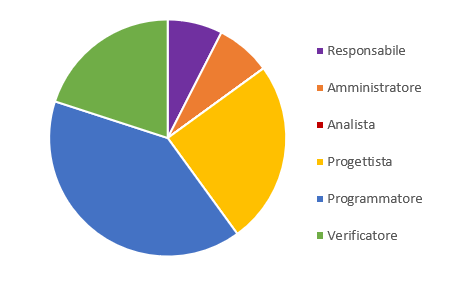 Responsabile
Amministratore
Analista
Progettista
Programmatore
Verificatore